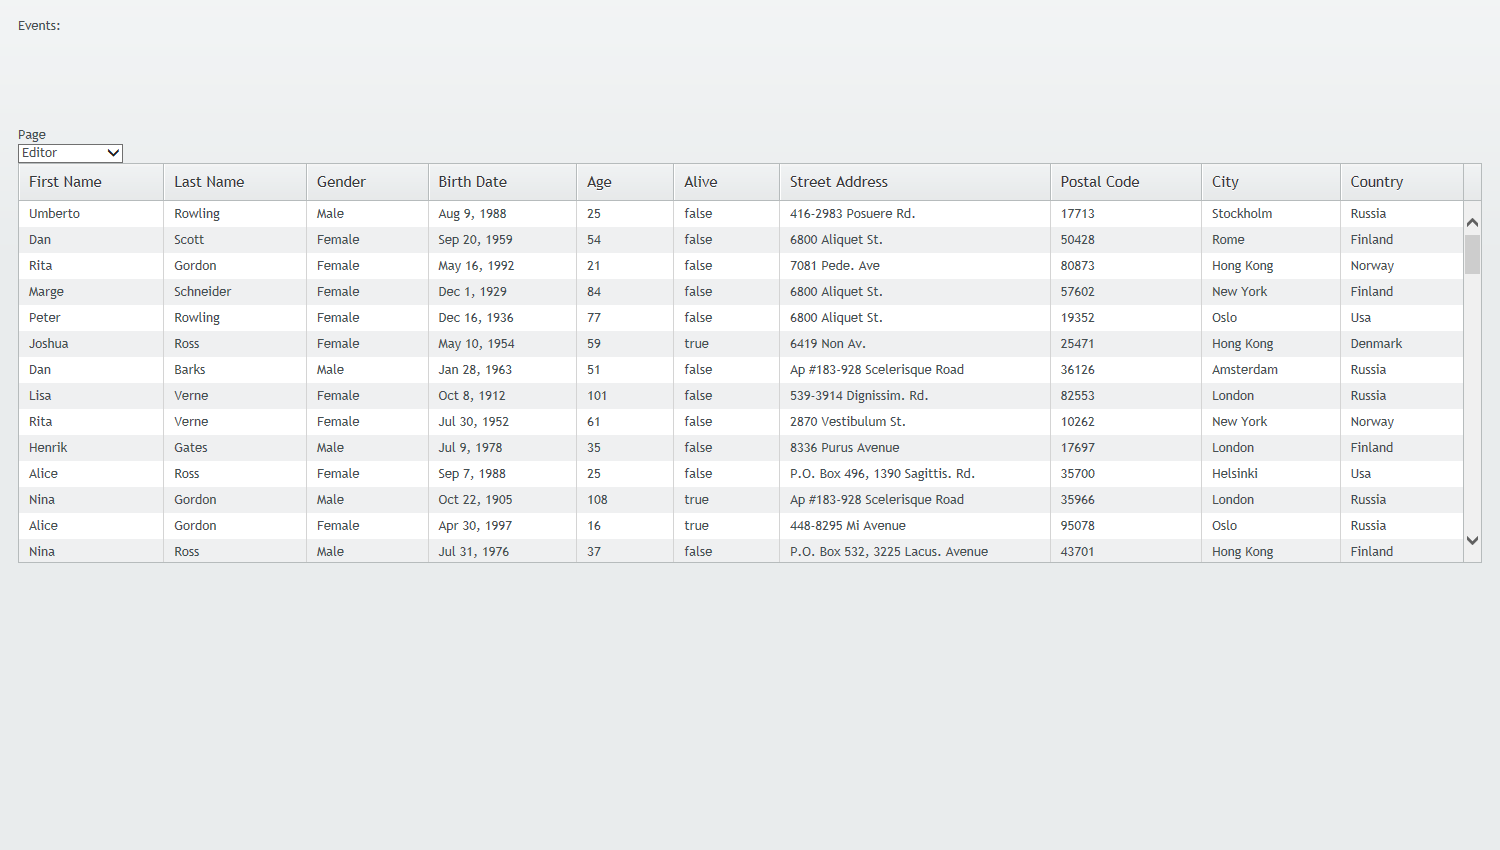 Events:
Page
Editor
First Name Last Name Gender Birth Date Age Alive Street Address Postal Code City Country
Umberto Rowling Male Aug 9, 1988 25 false 416-2983 Posuere Rd. 17713 Stockholm Russia
Dan Scott Female Sep 20, 1959 54 false 6800 Aliquet St. 50428 Rome Finland
Rita Gordon Female May 16, 1992 21 false 7081 Pede. Ave 80873 Hong Kong Norway
Marge Schneider Female Dec 1, 1929 84 false 6800 Aliquet St. 57602 New York Finland
Peter Rowling Female Dec 16, 1936 77 false 6800 Aliquet St. 19352 Oslo Usa
Joshua Ross Female May 10, 1954 59 true 6419 Non Av. 25471 Hong Kong Denmark
Dan Barks Male Jan 28, 1963 51 false Ap #183-928 Scelerisque Road 36126 Amsterdam Russia
Lisa Verne Female Oct 8, 1912 101 false 539-3914 Dignissim. Rd. 82553 London Russia
Rita Verne Female Jul 30, 1952 61 false 2870 Vestibulum St. 10262 New York Norway
Henrik Gates Male Jul 9, 1978 35 false 8336 Purus Avenue 17697 London Finland
Alice Ross Female Sep 7, 1988 25 false P.O. Box 496, 1390 Sagittis. Rd. 35700 Helsinki Usa
Nina Gordon Male Oct 22, 1905 108 true Ap #183-928 Scelerisque Road 35966 London Russia
Alice Gordon Female Apr 30, 1997 16 true 448-8295 Mi Avenue 95078 Oslo Russia
Nina Ross Male Jul 31, 1976 37 false P.O. Box 532, 3225 Lacus. Avenue 43701 Hong Kong Finland